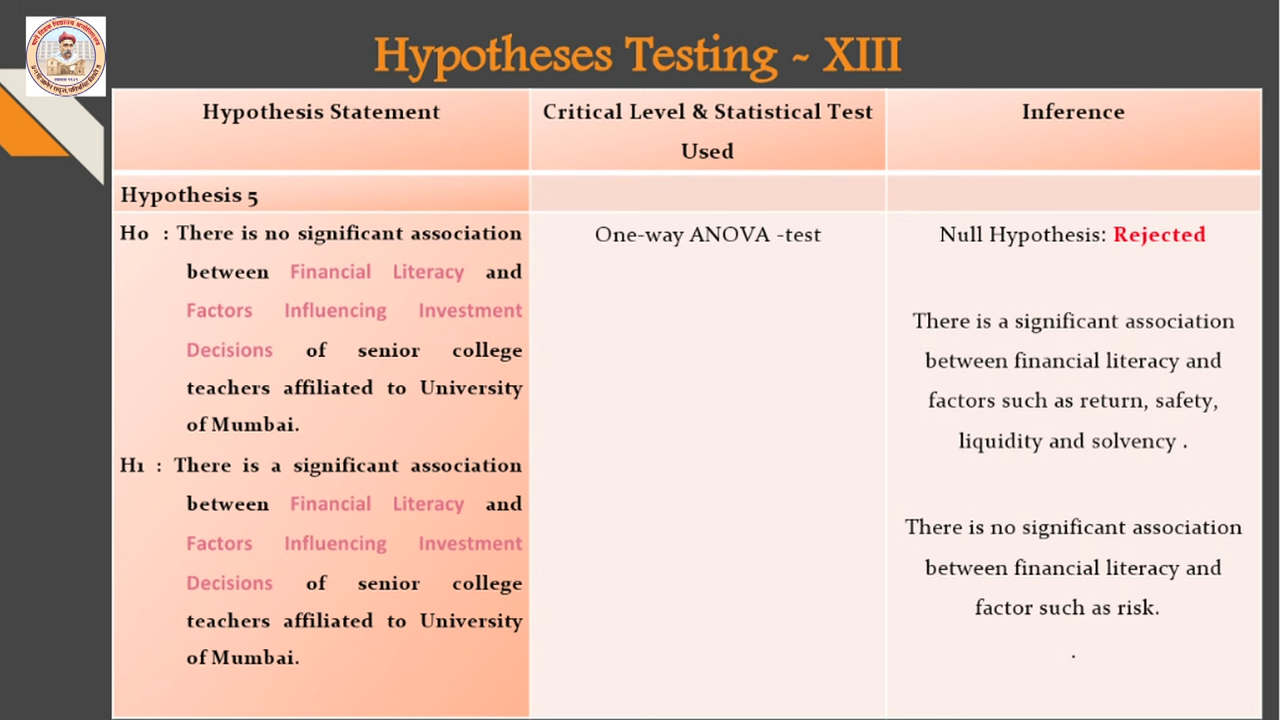 Hypotheses Testing ~ XIII
Hypothesis Statement
Critical Level & Statistical Test
Used
Inference
Hypothesis 5
H0 : There is no significant association
between Financial Literacy and
Factors Influencing Investment
Decisions of senior college
teachers affiliated to University
of Mumbai.
H1 : There is a significant association
between Financial Literacy and
Factors Influencing Investment
Decisions of senior college
teachers affiliated to University
of Mumbai.
One-way ANOVA -test
Null Hypothesis: Rejected
There is a significant association
between financial literacy and
factors such as return, safety,
liquidity and solvency .
There is no significant association
between financial literacy and
factor such as risk.
.